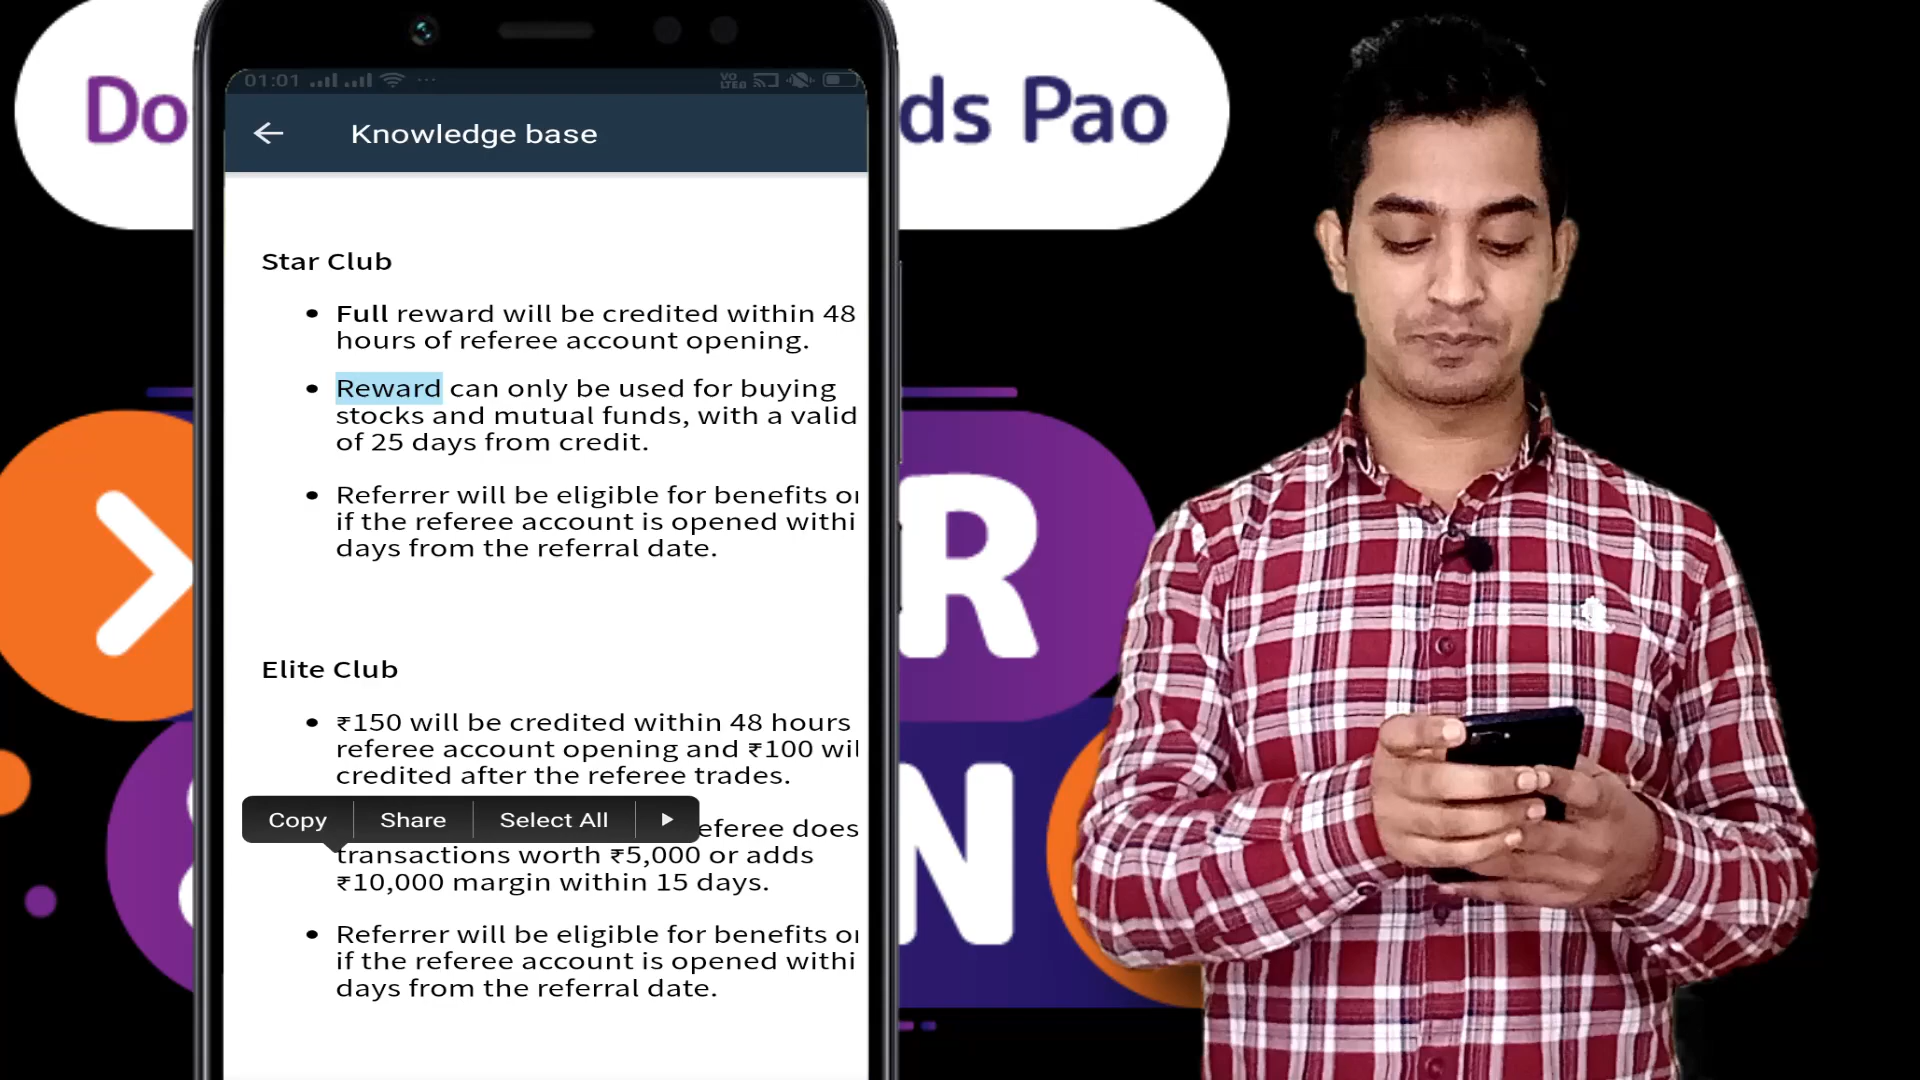 Do
ds Pao
01:01
VO
LTE
Knowledge base
Star Club
• Full reward will be credited within 48
hours of referee account opening.
• Reward can only be used for buying
stocks and mutual funds, with a valid
of 25 days from credit.
• Referrer will be eligible for benefits
if the referee account is opened withi
days from the referral date.
R
Elite Club
• ₹150 will be credited within 48 hours
referee account opening and ₹100 wil
credited after the referee trades.
Copy Share Select All
eferee does
transactions worth ₹5,000 or adds
₹10,000 margin within 15 days.
N
• Referrer will be eligible for benefits
if the referee account is opened withi
days from the referral date.